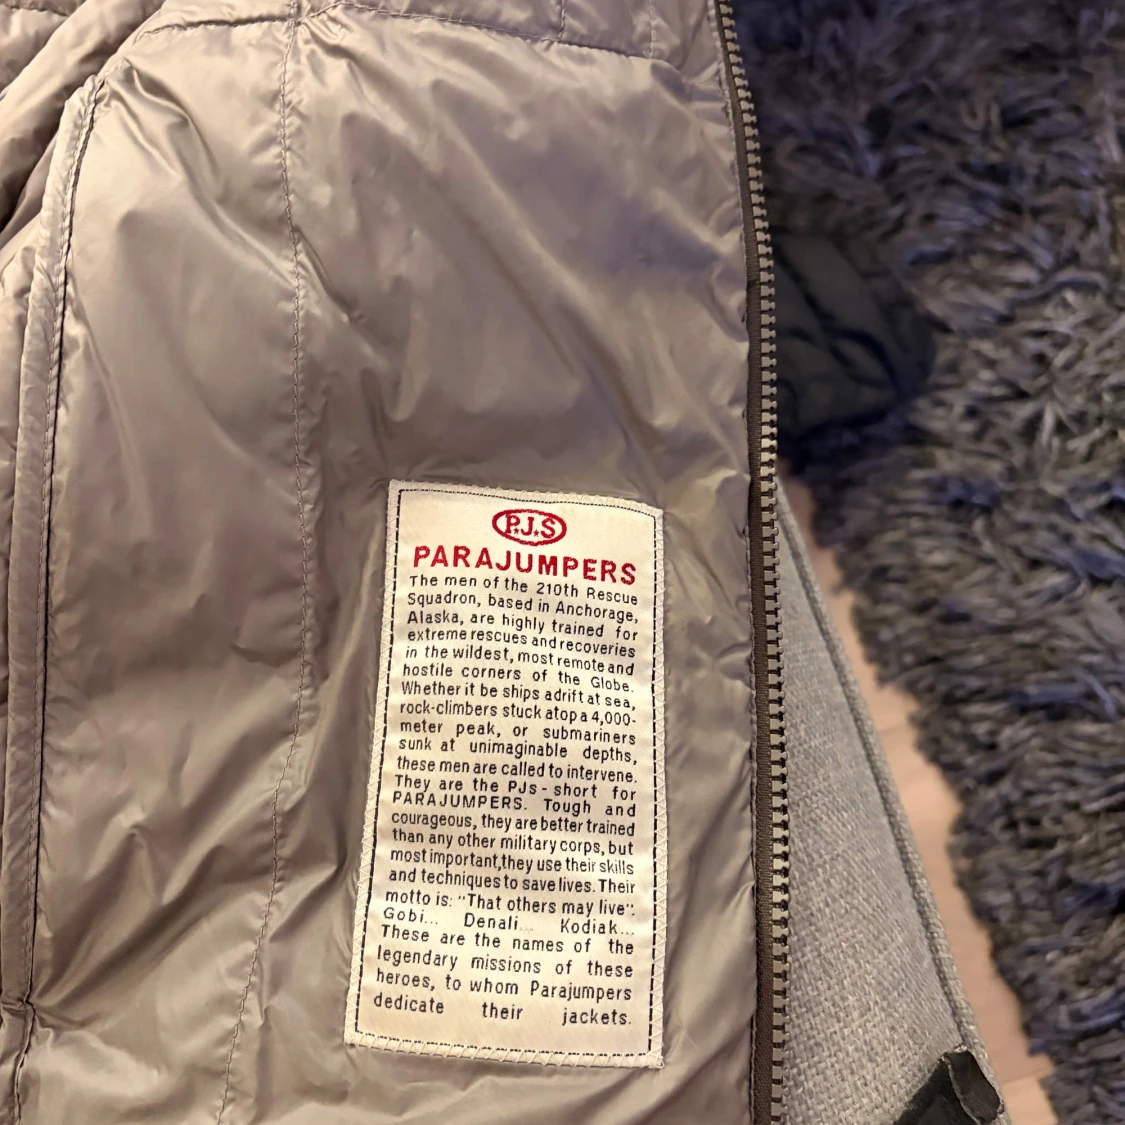 P.J.S
PARAJUMPERS
The men of the 210th Rescue
Squadron, based in Anchorage,
Alaska, are highly trained for
extreme rescues and recoveries
in the wildest, most remote and
hostile corners of the Globe.
Whether it be ships adrift at sea,
rock-climbers stuck atop a 4,000-
meter peak, or submariners
sunk at unimaginable depths,
these men are called to intervene.
They are the PJs - short for
PARAJUMPERS. Tough and
courageous, they are better trained
than any other military corps, but
most important,they use their skills
and techniques to save lives. Their
motto is: "That others may live".
Gobi... Denali... Kodiak...
These are the names of the
legendary missions of these
heroes, to whom Parajumpers
dedicate their jackets.